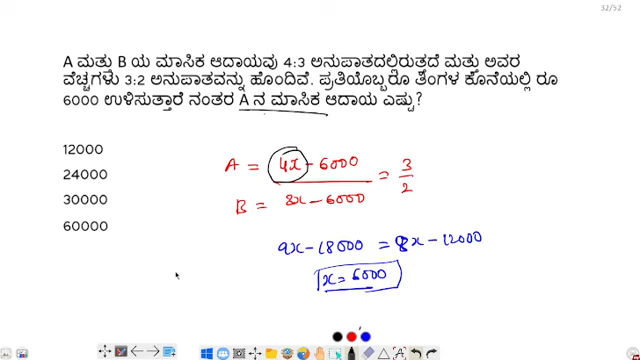 32/52
A ಮತ್ತು B ಯ ಮಾಸಿಕ ಆದಾಯವು 4:3 ಅನುಪಾತದಲ್ಲಿರುತ್ತದೆ ಮತ್ತು ಅವರ
ವೆಚ್ಚಗಳು 3:2 ಅನುಪಾತವನ್ನು ಹೊಂದಿವೆ. ಪ್ರತಿಯೊಬ್ಬರೂ ತಿಂಗಳ ಕೊನೆಯಲ್ಲಿ ರೂ
6000 ಉಳಿಸುತ್ತಾರೆ ನಂತರ A ನ ಮಾಸಿಕ ಆದಾಯ ಎಷ್ಟು?
12000
24000
30000
60000
A = 4x - 6000
B = 3x - 6000
= 3
2
9x - 18000 = 8x - 12000
x = 6000